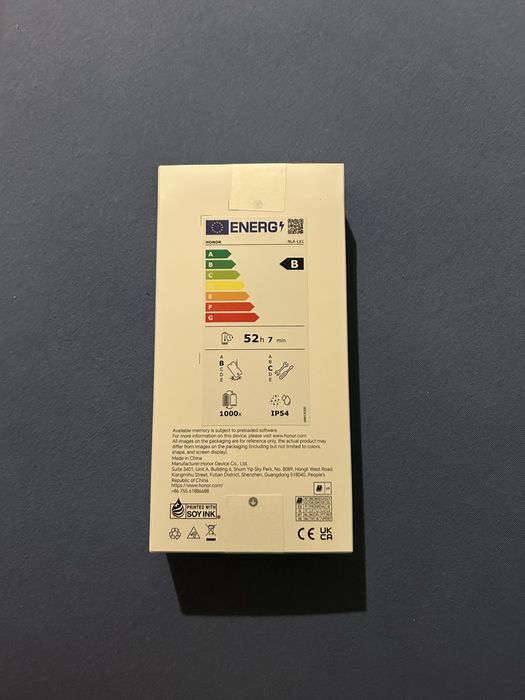 ENERG
HONOR NLA-LX1
A
B B
C
D
E
F
G
52h 7 min
A A
B B
C C
D D
E E
1000x IP54
Available memory is subject to preloaded software.
For more information on this device, please visit www.honor.com
All images on the packaging are for reference only, the actual product may
differ from images on the packaging (including but not limited to colors,
shape, and screen display).
Made in China
Manufacturer:Honor Device Co., Ltd.
Suite 3401, Unit A, Building 6, Shum Yip Sky Park, No. 8089, Hongli West Road,
Xiangmihu Street, Futian District, Shenzhen, Guangdong 518040, People's
Republic of China
https://www.honor.com/
+86 755 61886688
PRINTED WITH
SOY INK
CE UK
CA